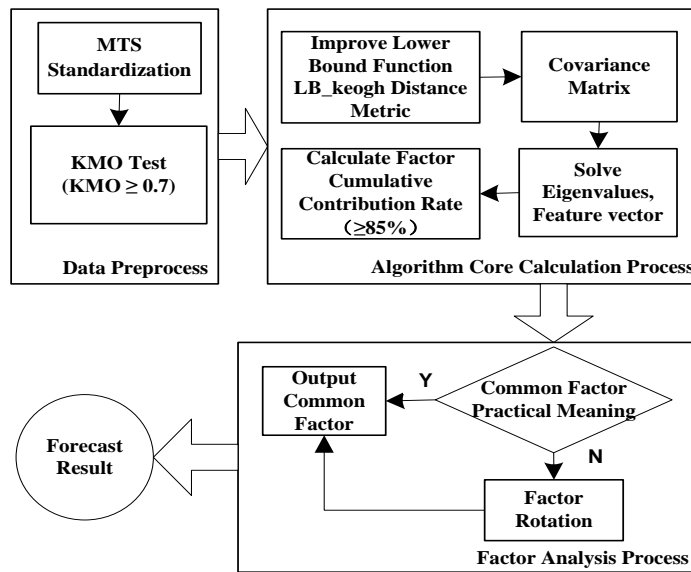 MTS
Standardization
KMO Test
(KMO ≥ 0.7)
Data Preprocess
Improve Lower
Bound Function
LB_keogh Distance
Metric
Covariance
Matrix
Solve
Eigenvalues,
Feature vector
Calculate Factor
Cumulative
Contribution Rate
(≥85%）
Algorithm Core Calculation Process
Common Factor
Practical Meaning
Y
N
Output
Common
Factor
Factor
Rotation
Factor Analysis Process
Forecast
Result